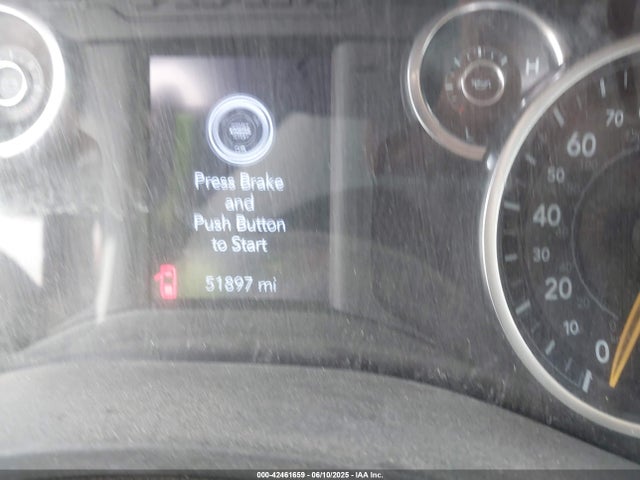 Press Brake
and
Push Button
to Start
51897 mi
H
70
60
50
40
30
20
20
10
0
000-42461659 - 06/10/2025 - IAA Inc.